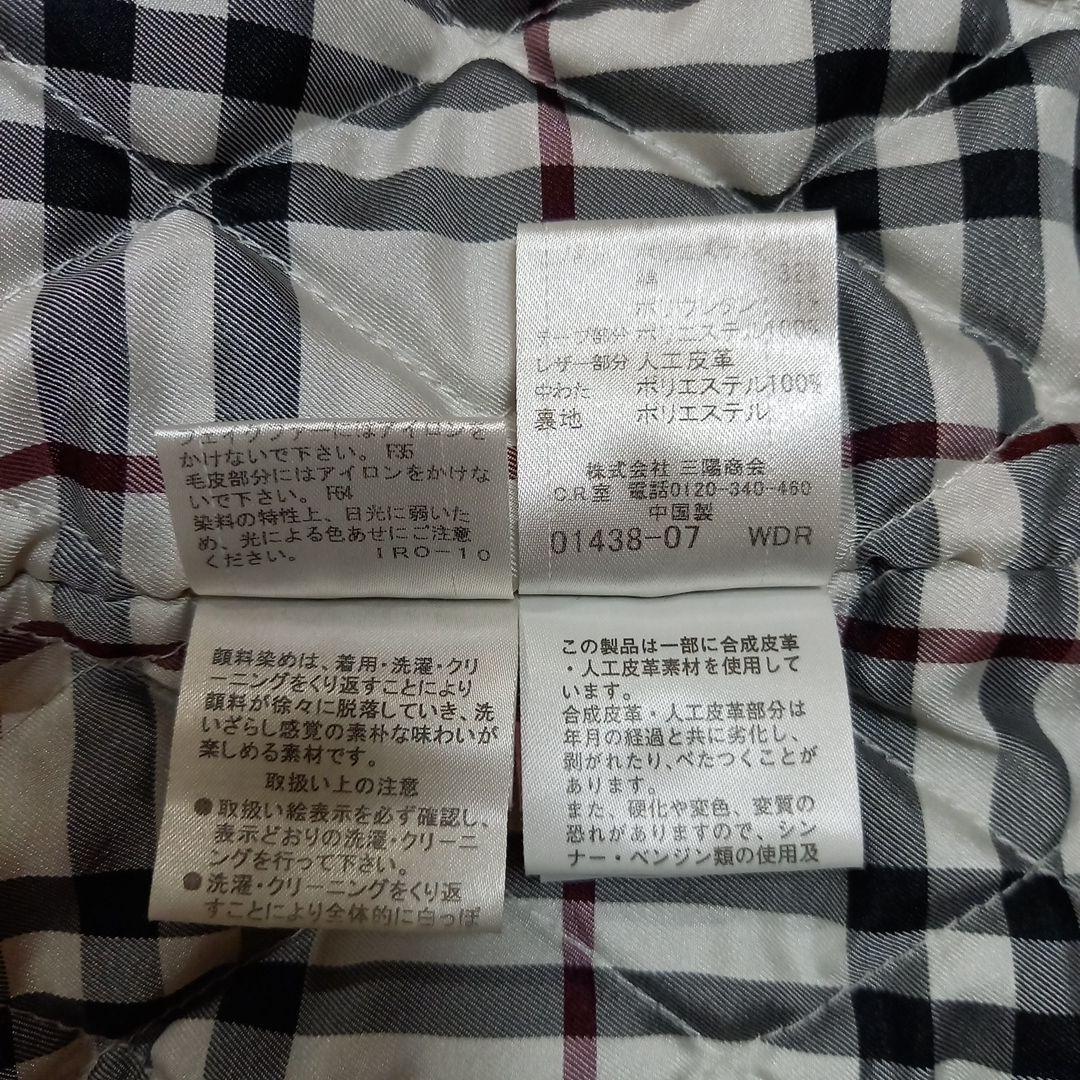 綿 32%
ポリウレタン
テープ部分 ポリエステル100%
レザー部分 人工皮革
中わた ポリエステル100%
裏地 ポリエステル
株式会社 三陽商会
C.R室 電話0120-340-460
中国製
01438-07 WDR
フェイクファーにはアイロンを
かけないで下さい。 F35
毛皮部分にはアイロンをかけな
いで下さい。 F64
染料の特性上、日光に弱いた
め、光による色あせにご注意
ください。 IRO-10
顔料染めは、着用・洗濯・クリ
ーニングをくり返すことにより
顔料が徐々に脱落していき、洗
いざらし感覚の素朴な味わいが
楽しめる素材です。
取扱い上の注意
●取扱い絵表示を必ず確認し、
表示どおりの洗濯・クリーニ
ングを行って下さい。
●洗濯・クリーニングをくり返
すことにより全体的に白っぽ
この製品は一部に合成皮革
・人工皮革素材を使用して
います。
合成皮革・人工皮革部分は
年月の経過と共に劣化し、
剥がれたり、べたつくことが
あります。
また、硬化や変色、変質の
恐れがありますので、シン
ナー・ベンジン類の使用及